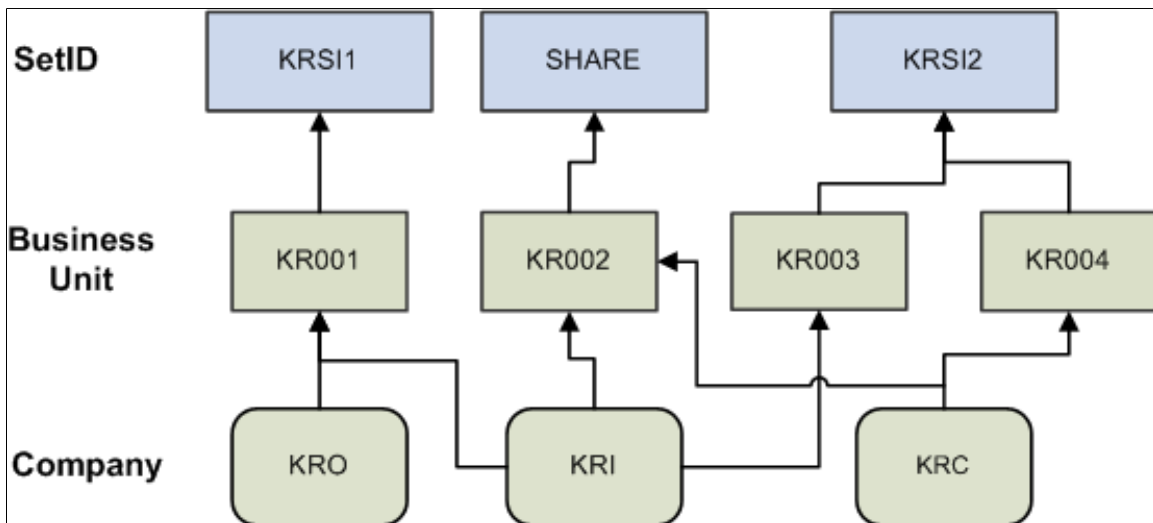 SetID
KRSI1
SHARE
KRSI2
Business
Unit
KR001
KR002
KR003
KR004
Company
KRO
KRI
KRC